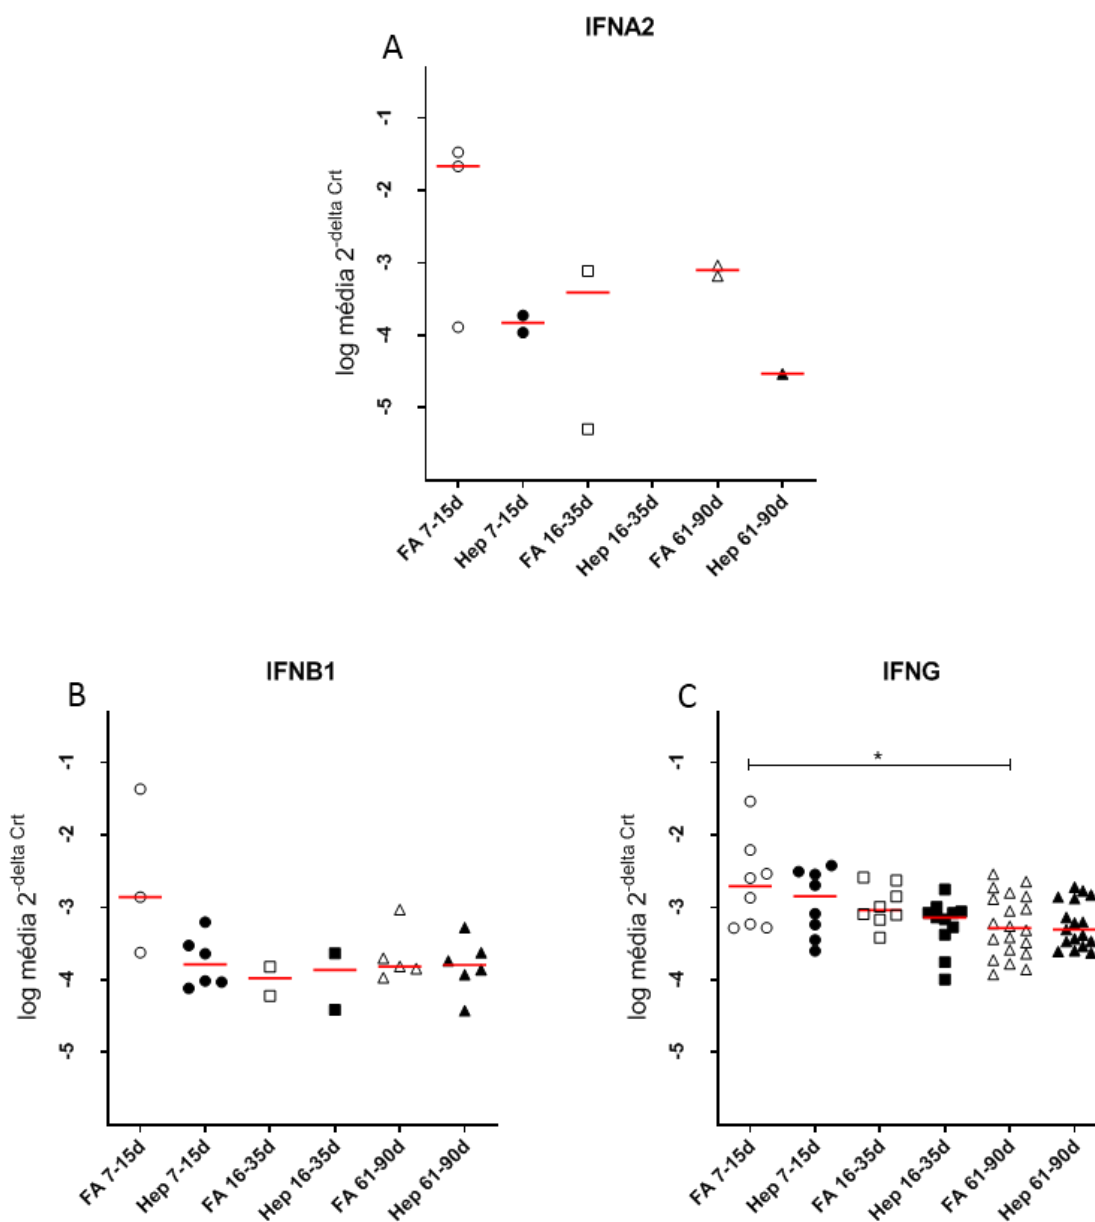 IFNA2
A
log média 2^-delta Crt
-1
-2
-3
-4
-5
FA 7-15d
Hep 7-15d
FA 16-35d
Hep 16-35d
FA 61-90d
Hep 61-90d
IFNB1
B
log média 2^-delta Crt
-1
-2
-3
-4
-5
FA 7-15d
Hep 7-15d
FA 16-35d
Hep 16-35d
FA 61-90d
Hep 61-90d
IFNG
C
log média 2^-delta Crt
-1
-2
-3
-4
-5
*
FA 7-15d
Hep 7-15d
FA 16-35d
Hep 16-35d
FA 61-90d
Hep 61-90d